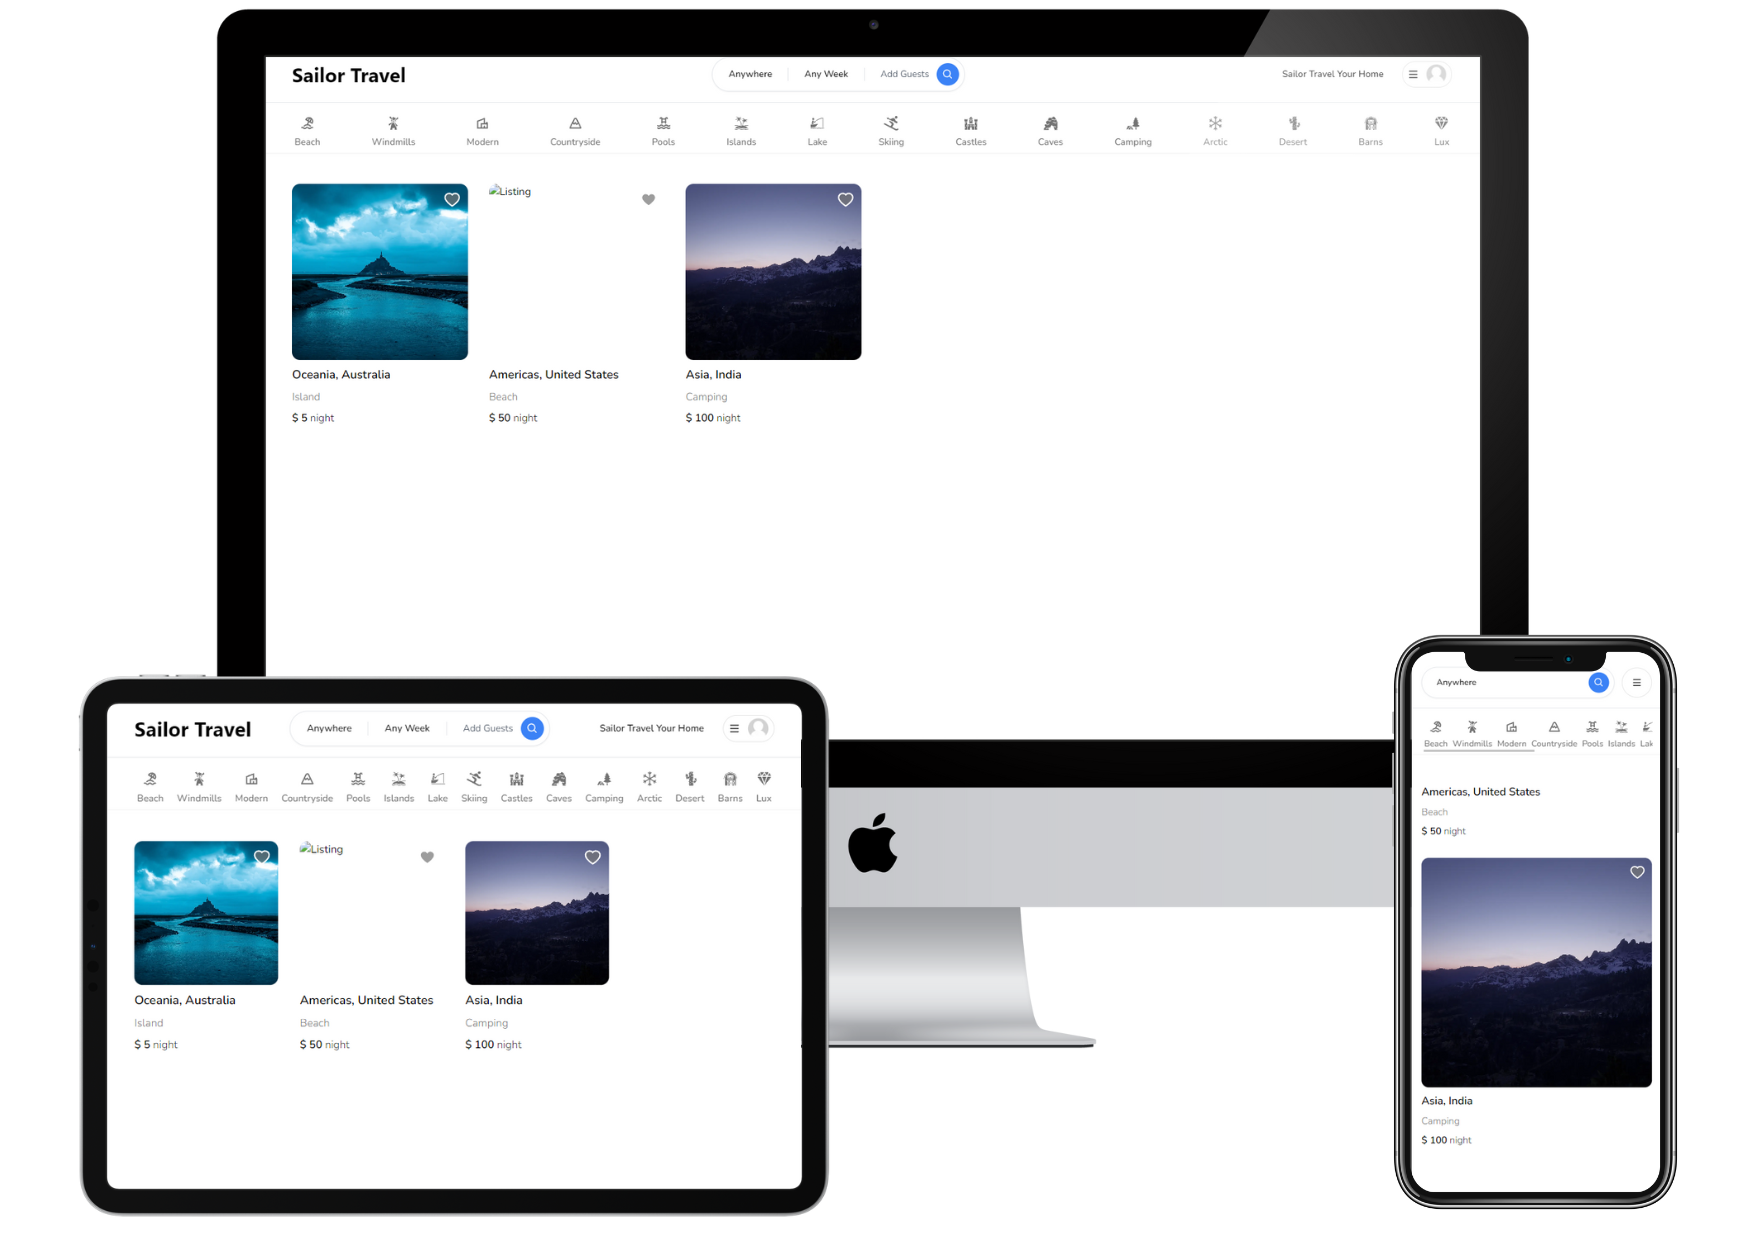 Sailor Travel
Anywhere Any Week Add Guests
Sailor Travel Your Home
Beach Windmills Modern Countryside Pools Islands Lake Skiing Castles Caves Camping Arctic Desert Barns Lux
Listing
Oceania, Australia Americas, United States Asia, India
Island Beach Camping
$ 5 night $ 50 night $ 100 night
Sailor Travel
Anywhere Any Week Add Guests
Sailor Travel Your Home
Beach Windmills Modern Countryside Pools Islands Lake Skiing Castles Caves Camping Arctic Desert Barns Lux
Listing
Oceania, Australia Americas, United States Asia, India
Island Beach Camping
$ 5 night $ 50 night $ 100 night
Anywhere
Beach Windmills Modern Countryside Pools Islands Lak
Americas, United States
Beach
$ 50 night
Asia, India
Camping
$ 100 night